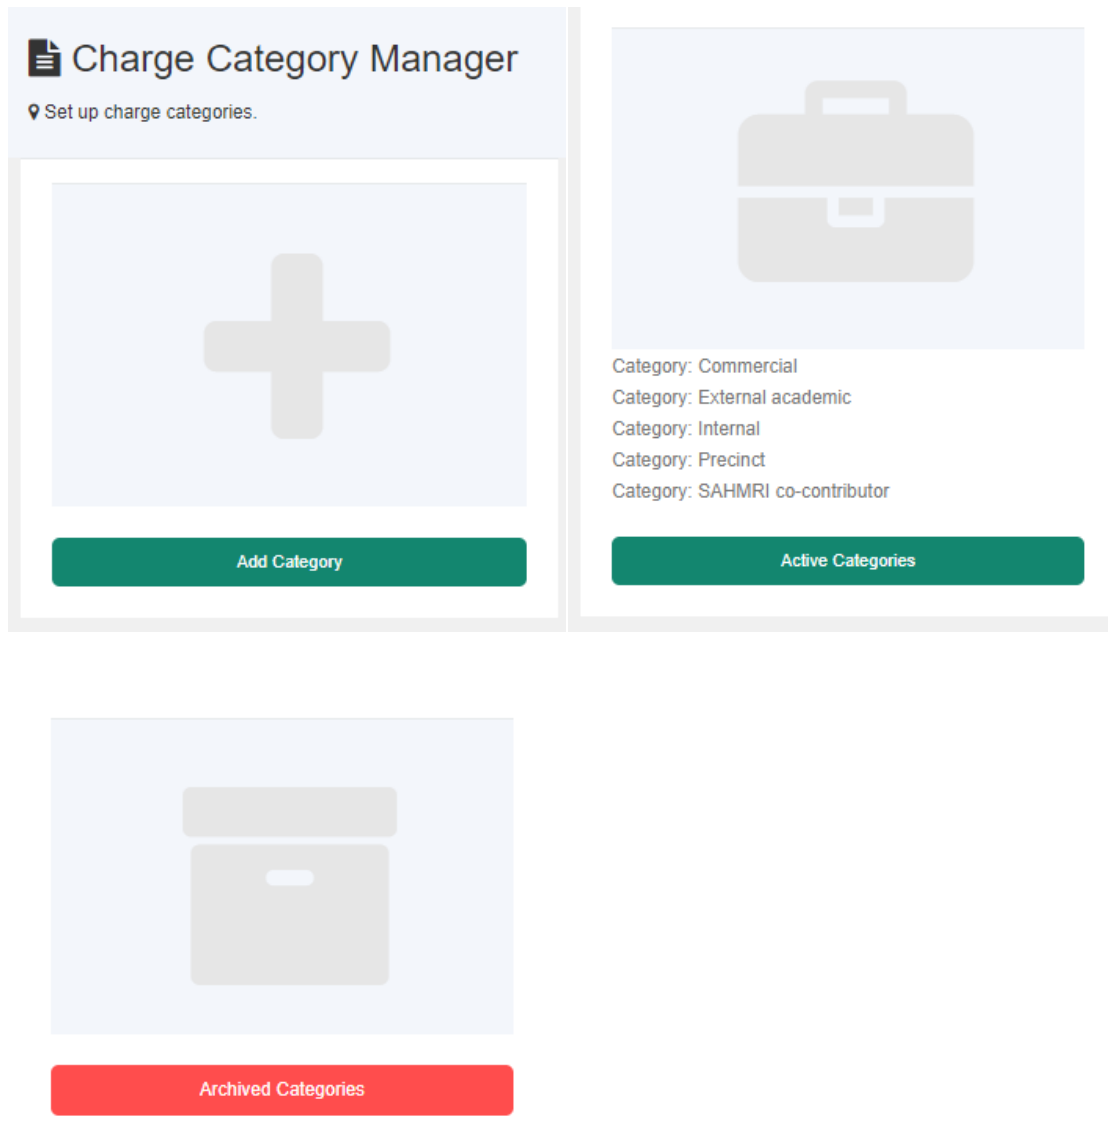 Charge Category Manager
Set up charge categories.
Add Category
Category: Commercial
Category: External academic
Category: Internal
Category: Precinct
Category: SAHMRI co-contributor
Active Categories
Archived Categories